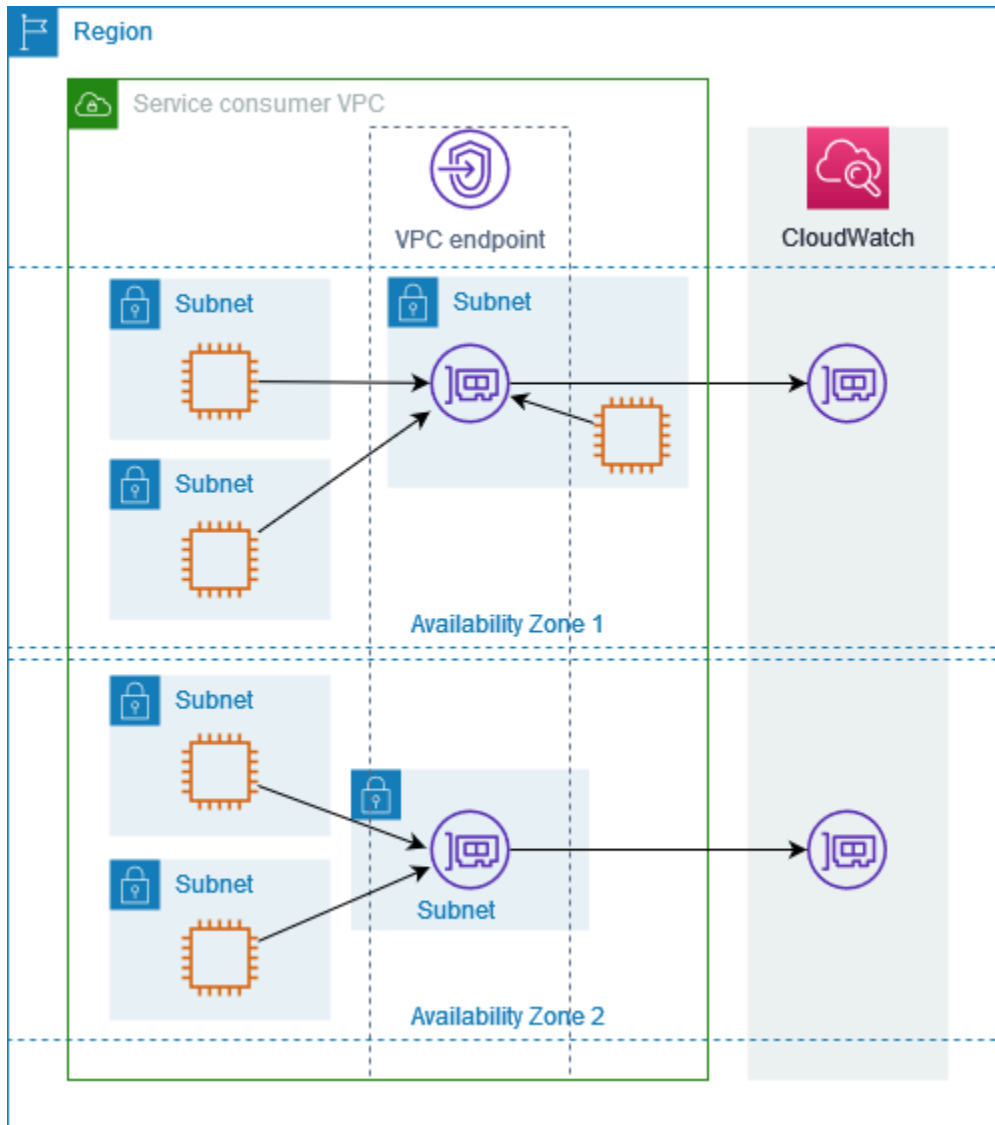 Region
Service consumer VPC
VPC endpoint
CloudWatch
Subnet
Subnet
Subnet
Availability Zone 1
Subnet
Subnet
Subnet
Availability Zone 2